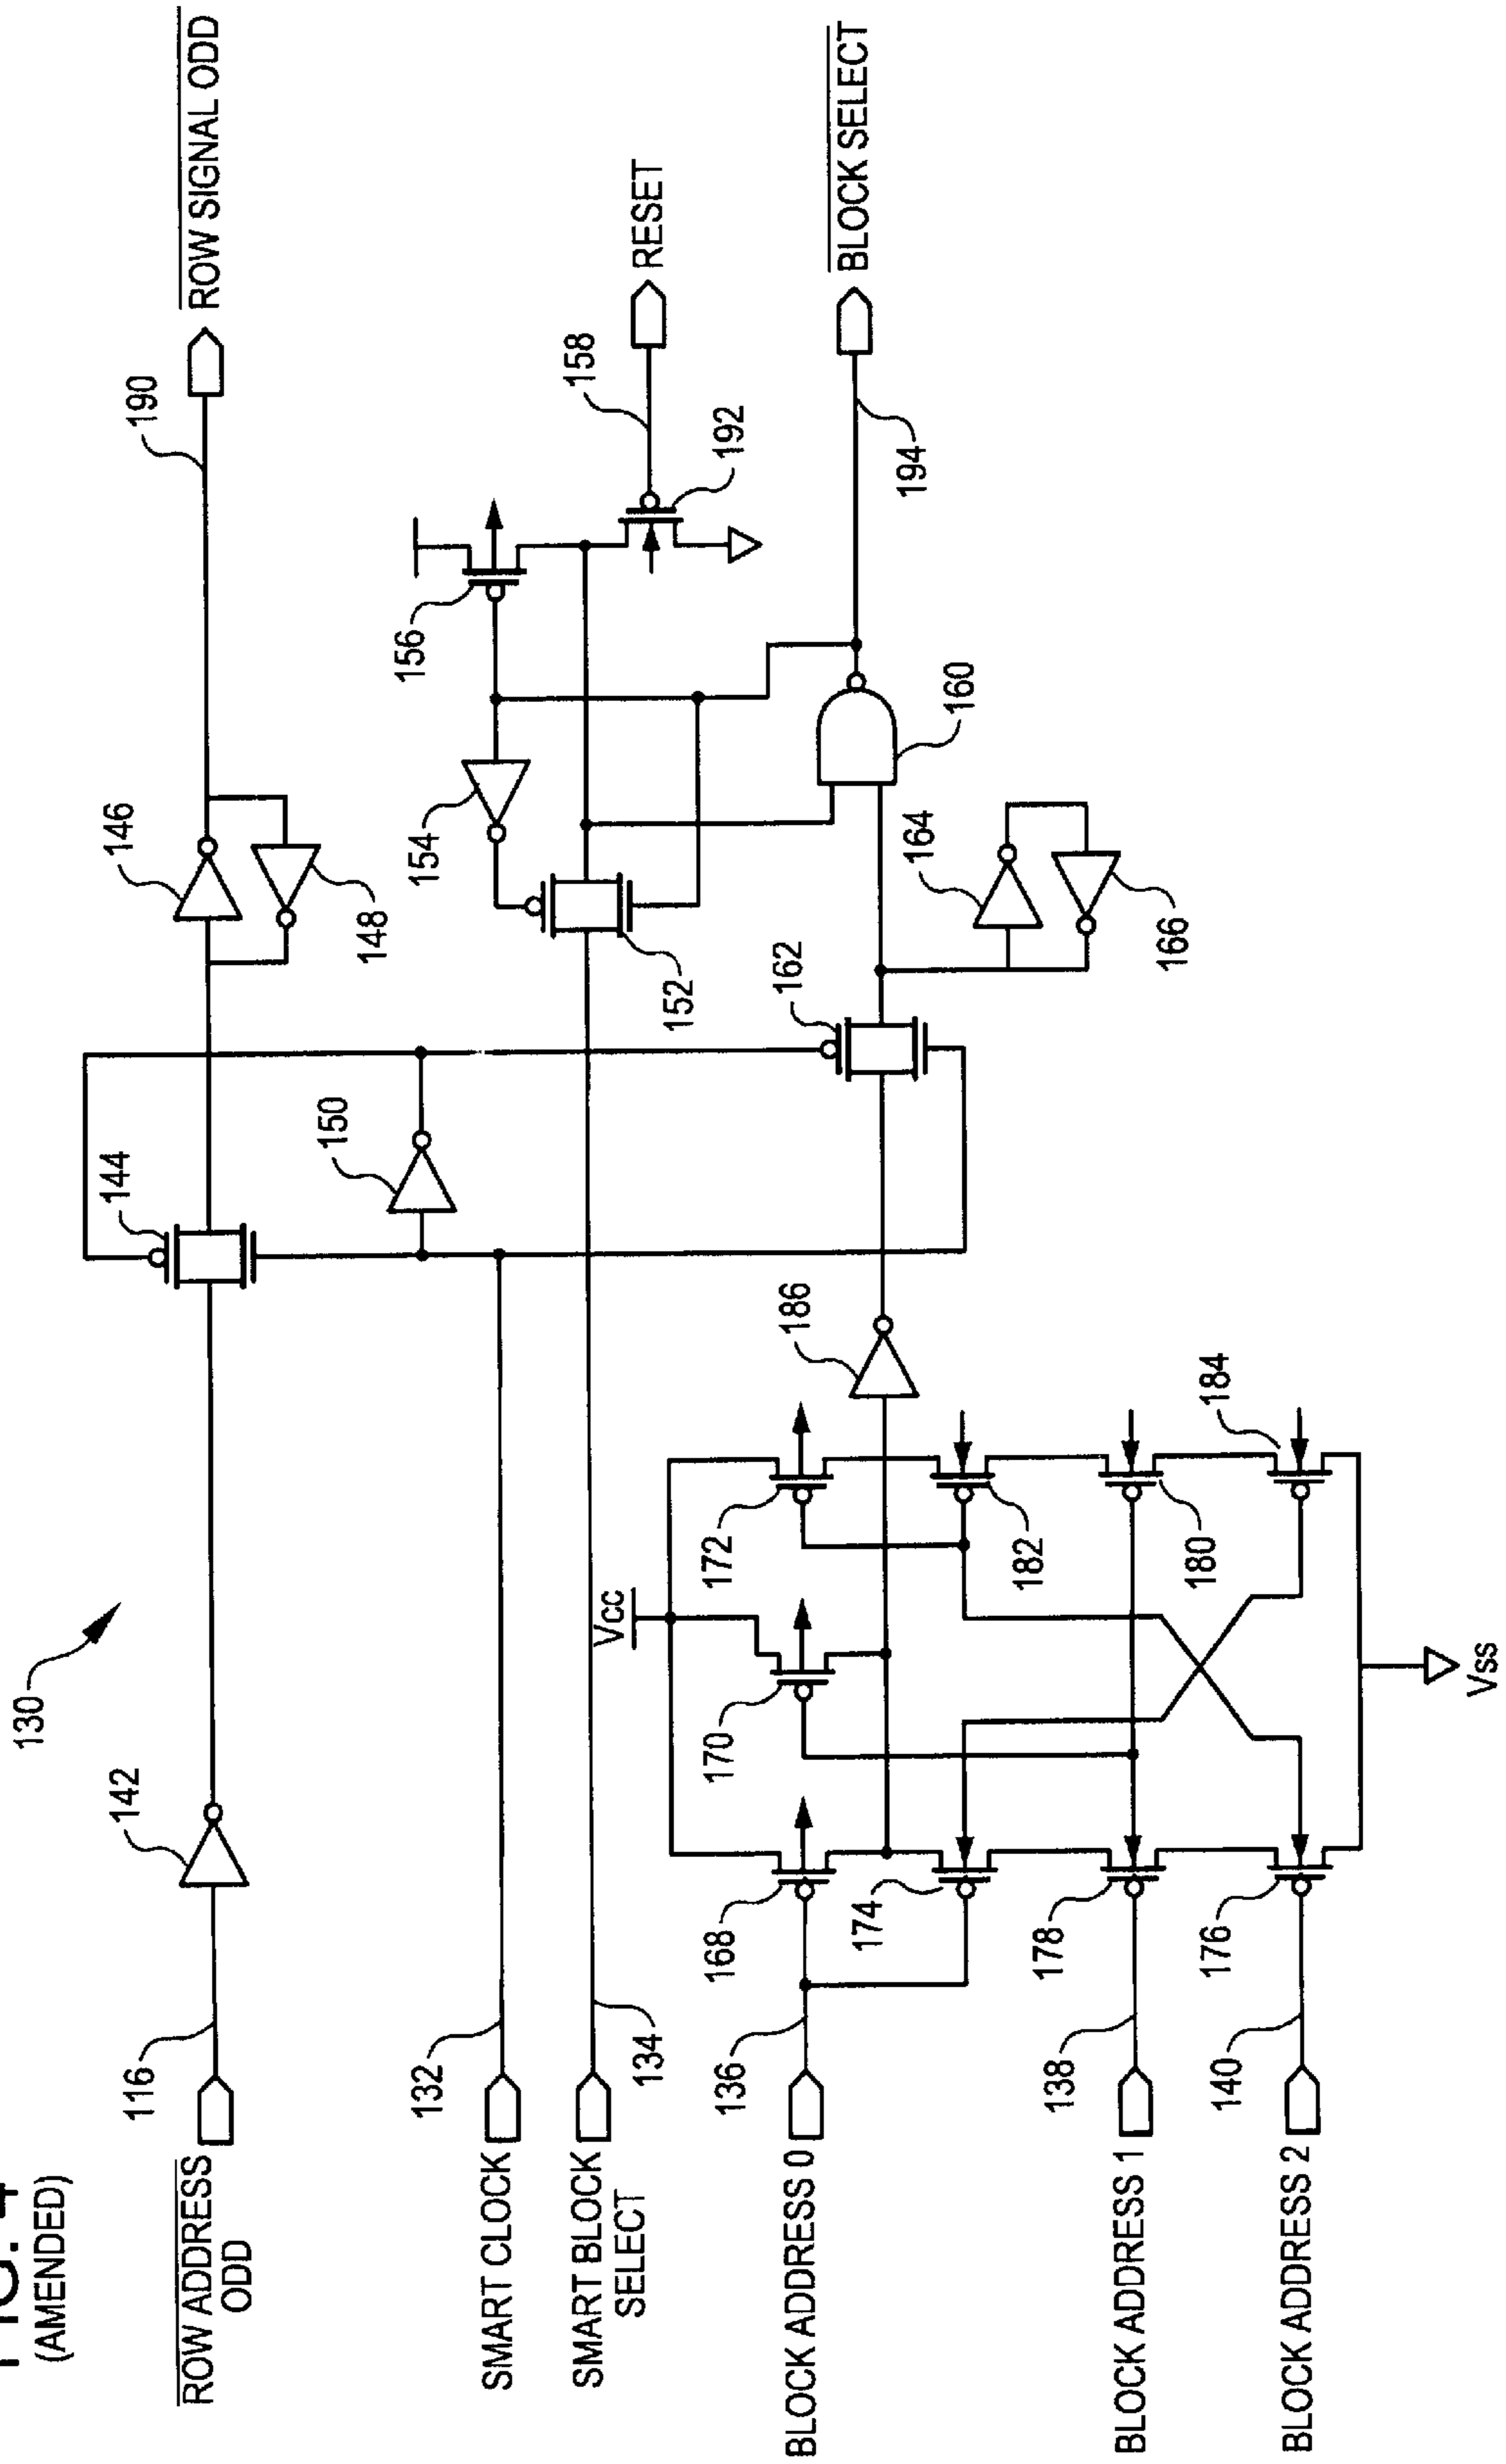 FIG. 4
(AMENDED)
130
ROW ADDRESS
ODD
116
142
144
146
148
190
ROW SIGNAL ODD
SMART CLOCK
132
150
SMART BLOCK
SELECT
134
152
154
156
158
RESET
192
BLOCK ADDRESS 0
136
168
170
172
Vcc
174
182
186
162
160
164
166
194
BLOCK SELECT
BLOCK ADDRESS 1
138
178
180
BLOCK ADDRESS 2
140
176
184
Vss